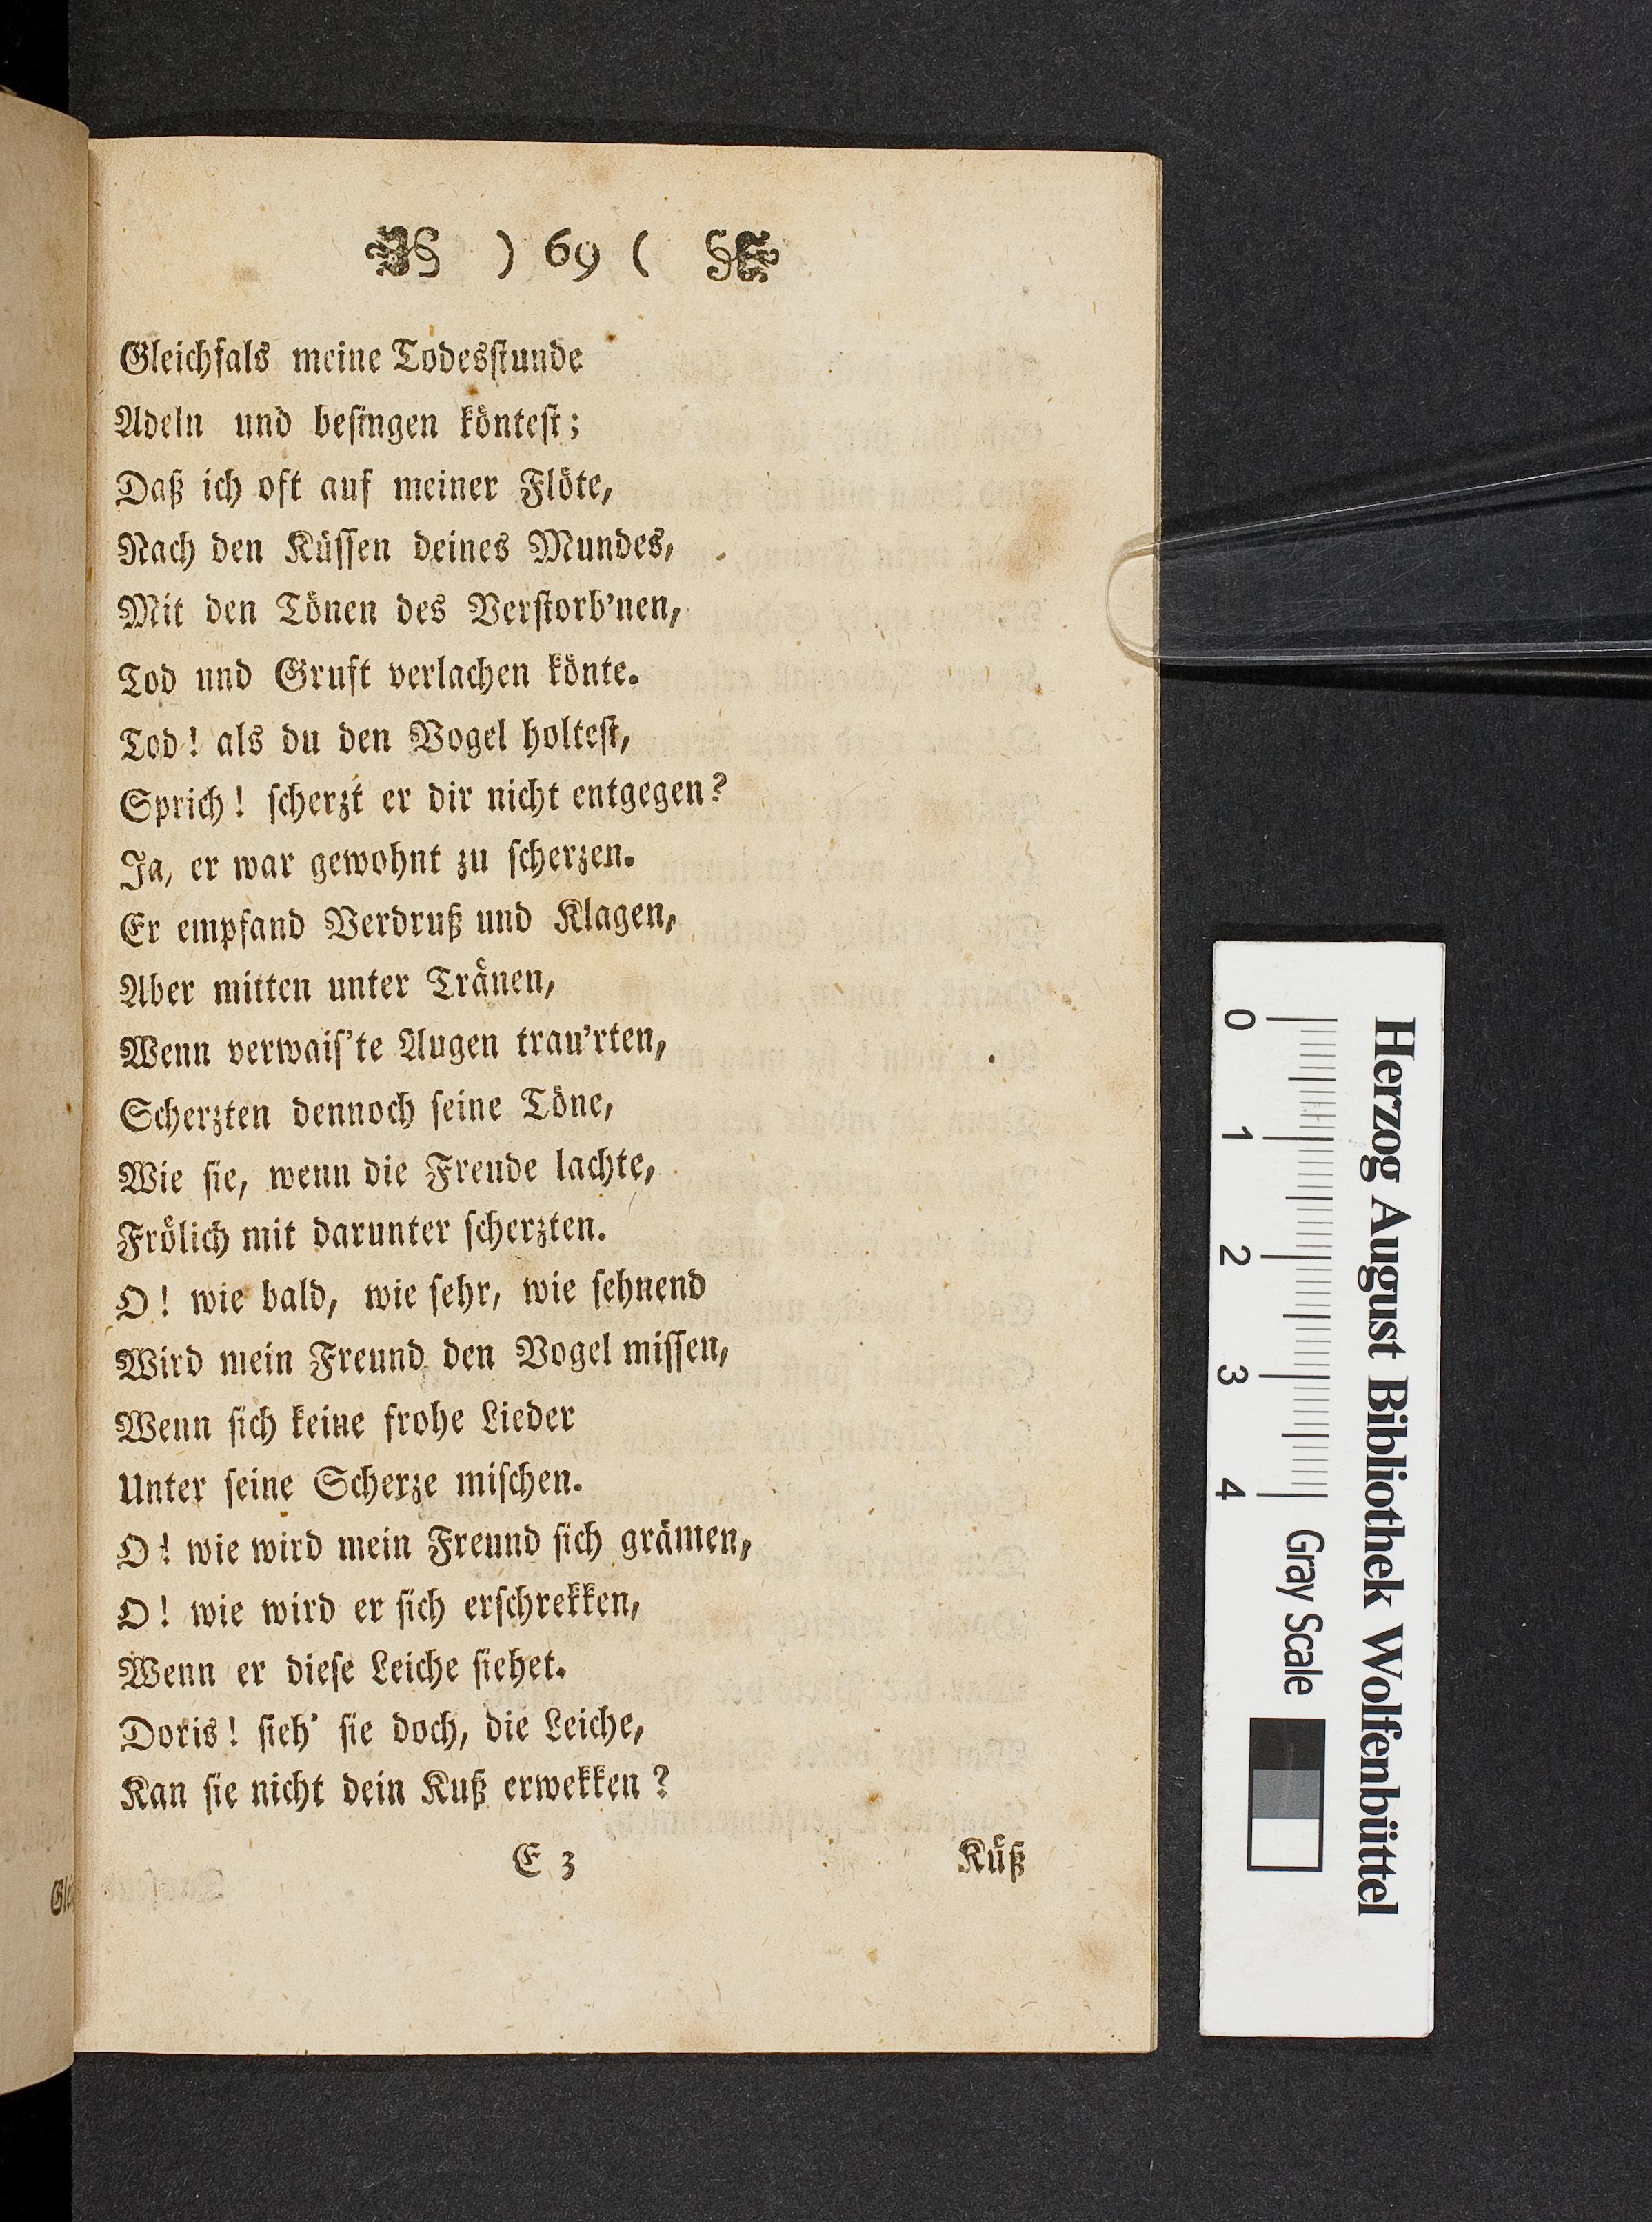 ) 69 (
Gleichfals meine Todesſtunde
Adeln und beſingen könteſt;
Daß ich oft auf meiner Flöte,
Nach den Küſſen deines Mundes,
Mit den Tönen des Verſtorb'nen,
Tod und Gruft verlachen könte.
Tod! als du den Vogel holteſt,
Sprich! ſcherzt er dir nicht entgegen?
Ja, er war gewohnt zu ſcherzen.
Er empfand Verdruß und Klagen,
Aber mitten unter Tränen,
Wenn verwaiſ'te Augen trau'rten,
Scherzten dennoch ſeine Töne,
Wie ſie, wenn die Freude lachte,
Frölich mit darunter ſcherzten.
O! wie bald, wie ſehr, wie ſehnend
Wird mein Freund den Vogel miſſen,
Wenn ſich keine frohe Lieder
Unter ſeine Scherze miſchen.
O! wie wird mein Freund ſich grämen,
O! wie wird er ſich erſchrekken,
Wenn er dieſe Leiche ſiehet.
Doris! ſieh' ſie doch, die Leiche,
Kan ſie nicht dein Kuß erwekken?
E 3 Küß
Glei
Herzog August Bibliothek Wolfenbüttel
0 1 2 3 4 Gray Scale